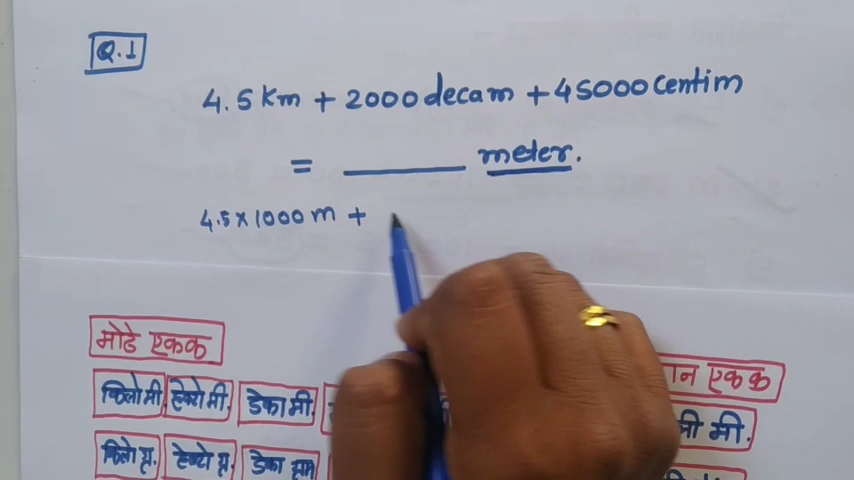 Q.1
4.5 Km + 2000 decam + 45000 centim
= ______ meter.
4.5 x 1000 m +
मोठे एकक
किलो मी. हेक्टो मी. डेका मी.
किलो ग्र. हेक्टो ग्र. डेका ग्राम
एकक
मी.